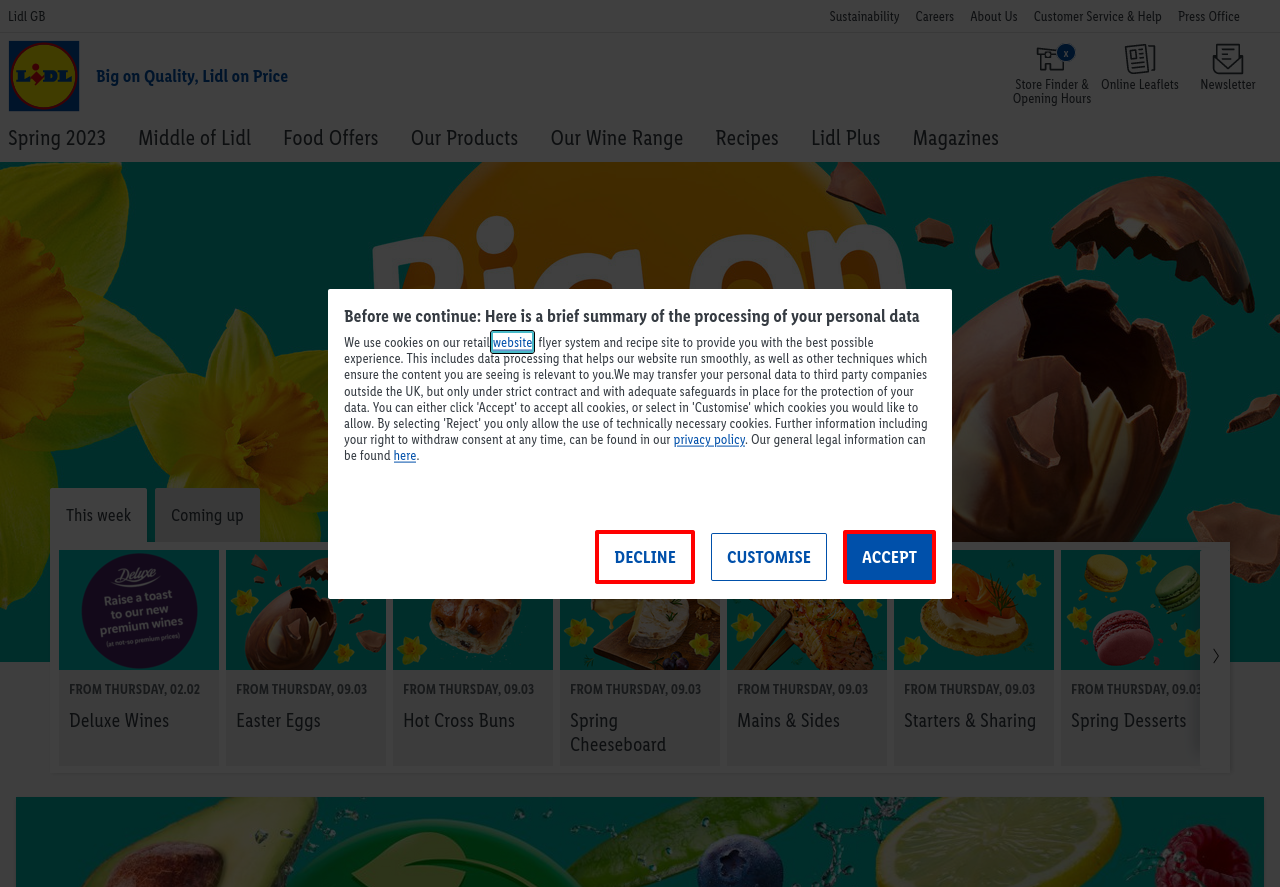 Lidl GB
Sustainability Careers About Us Customer Service & Help Press Office
LIDL
Big on Quality, Lidl on Price
x
Store Finder & Opening Hours
Online Leaflets
Newsletter
Spring 2023 Middle of Lidl Food Offers Our Products Our Wine Range Recipes Lidl Plus Magazines
Big on
Before we continue: Here is a brief summary of the processing of your personal data
We use cookies on our retail website, flyer system and recipe site to provide you with the best possible
experience. This includes data processing that helps our website run smoothly, as well as other techniques which
ensure the content you are seeing is relevant to you.We may transfer your personal data to third party companies
outside the UK, but only under strict contract and with adequate safeguards in place for the protection of your
data. You can either click 'Accept' to accept all cookies, or select in 'Customise' which cookies you would like to
allow. By selecting 'Reject' you only allow the use of technically necessary cookies. Further information including
your right to withdraw consent at any time, can be found in our privacy policy. Our general legal information can
be found here.
DECLINE CUSTOMISE ACCEPT
This week Coming up
Deluxe
Raise a toast
to our new
premium wines
(at not-so premium prices)
FROM THURSDAY, 02.02
Deluxe Wines
FROM THURSDAY, 09.03
Easter Eggs
FROM THURSDAY, 09.03
Hot Cross Buns
FROM THURSDAY, 09.03
Spring
Cheeseboard
FROM THURSDAY, 09.03
Mains & Sides
FROM THURSDAY, 09.03
Starters & Sharing
FROM THURSDAY, 09.03
Spring Desserts